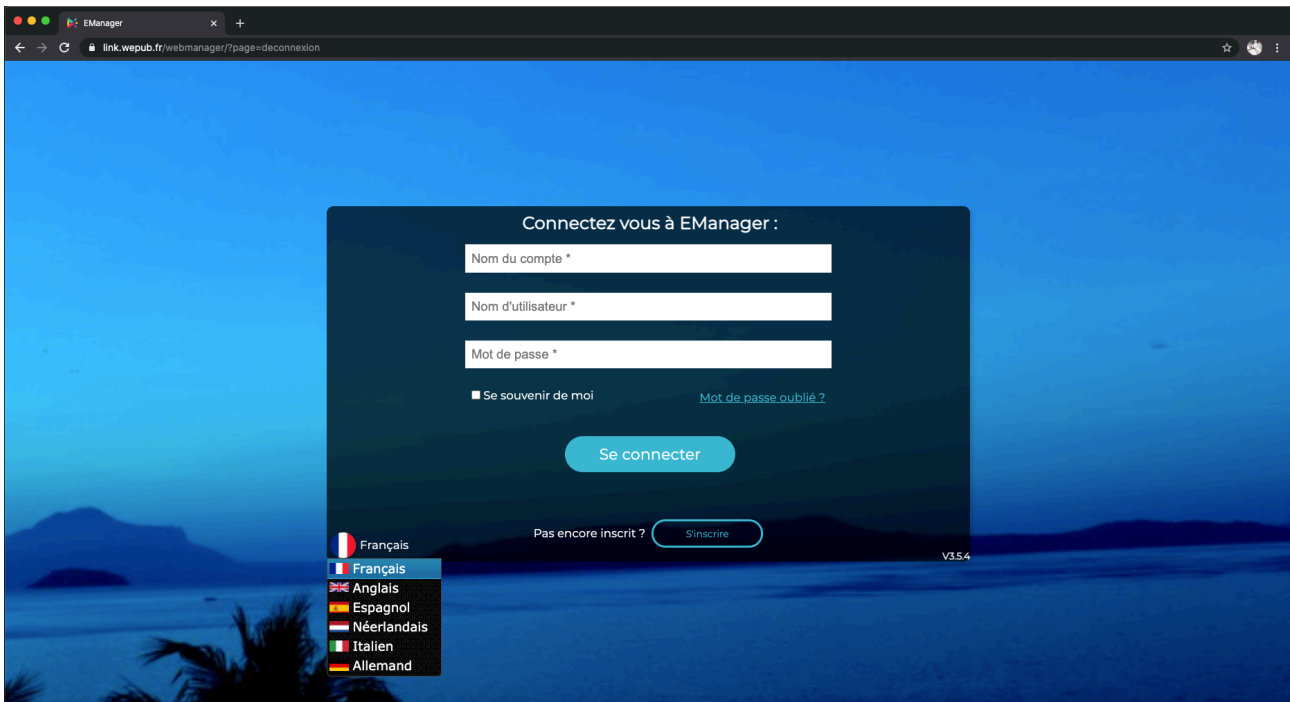 EManager
link.wepub.fr/webmanager/?page=deconnexion
Connectez vous à EManager :
Nom du compte *
Nom d'utilisateur *
Mot de passe *
Se souvenir de moi
Mot de passe oublié ?
Se connecter
Pas encore inscrit ?
S'inscrire
V3.5.4
Français
Français
Anglais
Espagnol
Néerlandais
Italien
Allemand